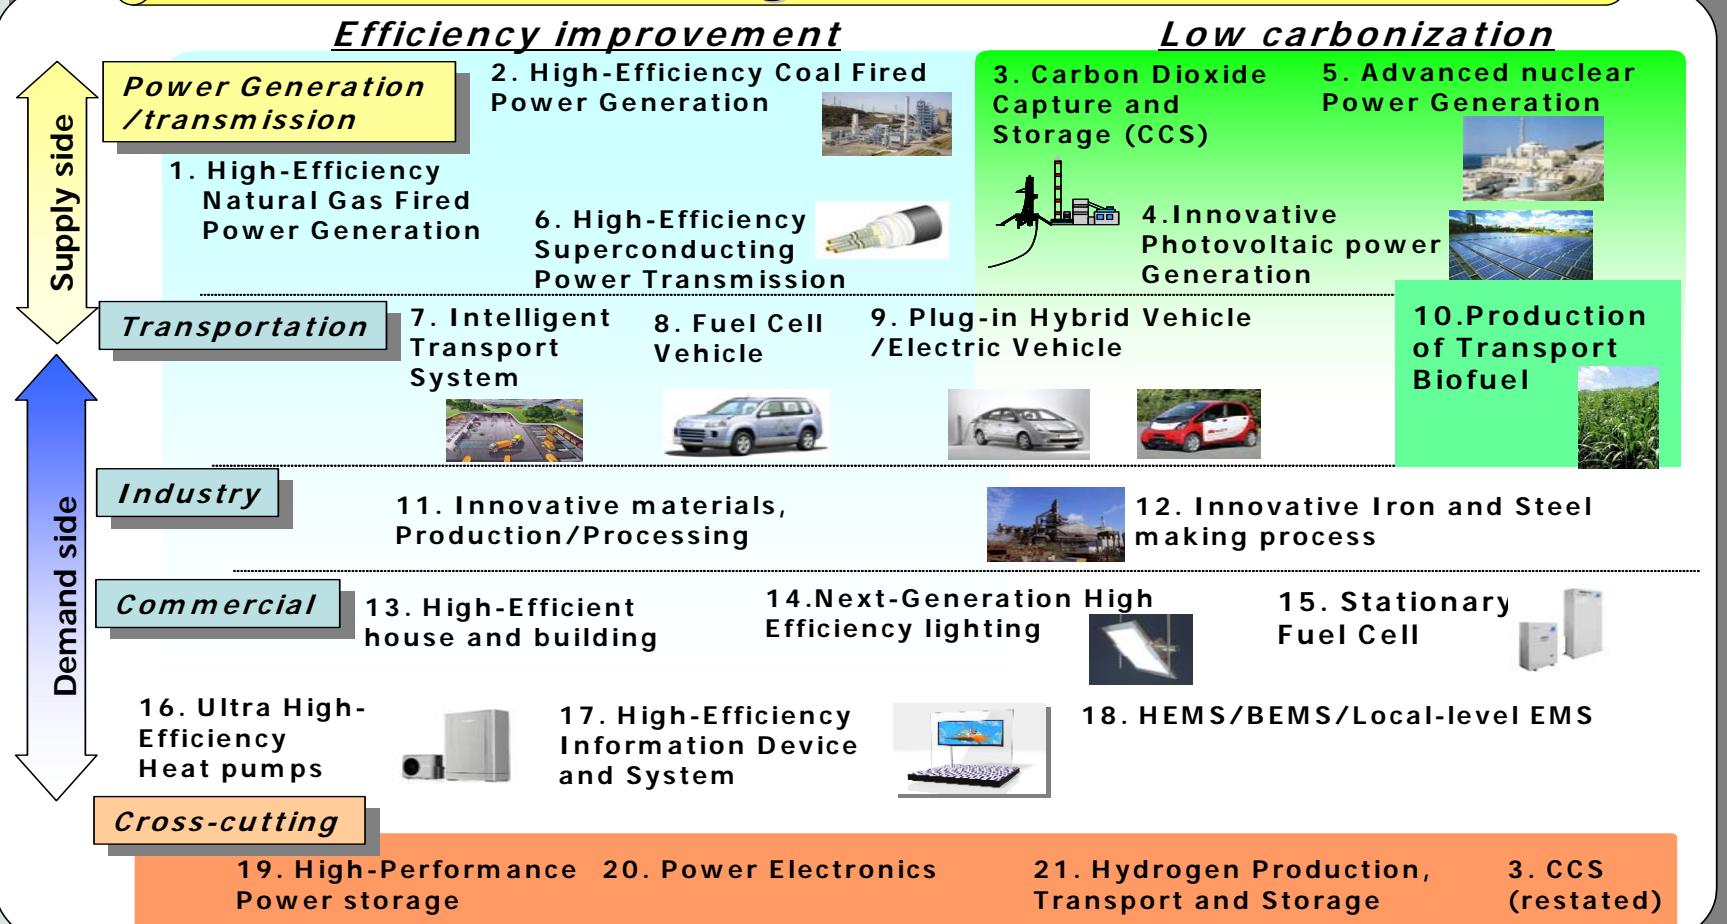 Efficiency improvement
Low carbonization
Supply side
Power Generation
/transmission
2. High-Efficiency Coal Fired
Power Generation
3. Carbon Dioxide
Capture and
Storage (CCS)
5. Advanced nuclear
Power Generation
1. High-Efficiency
Natural Gas Fired
Power Generation
6. High-Efficiency
Superconducting
Power Transmission
4.Innovative
Photovoltaic power
Generation
Demand side
Transportation
7. Intelligent
Transport
System
8. Fuel Cell
Vehicle
9. Plug-in Hybrid Vehicle
/Electric Vehicle
10.Production
of Transport
Biofuel
Industry
11. Innovative materials,
Production/Processing
12. Innovative Iron and Steel
making process
Commercial
13. High-Efficient
house and building
14.Next-Generation High
Efficiency lighting
15. Stationary
Fuel Cell
16. Ultra High-
Efficiency
Heat pumps
17. High-Efficiency
Information Device
and System
18. HEMS/BEMS/Local-level EMS
Cross-cutting
19. High-Performance
Power storage
20. Power Electronics
21. Hydrogen Production,
Transport and Storage
3. CCS
(restated)